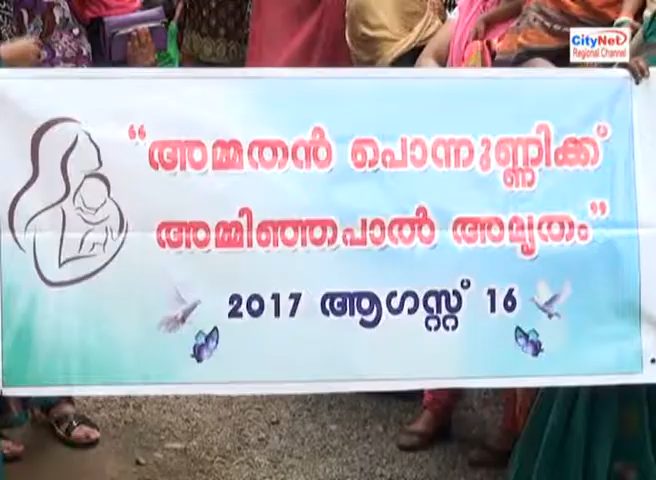 CityNet
Regional Channel
“അമ്മതൻ പൊന്നുണ്ണിക്ക്
അമ്മിഞ്ഞപാൽ അമൃതം”
2017 ആഗസ്റ്റ് 16